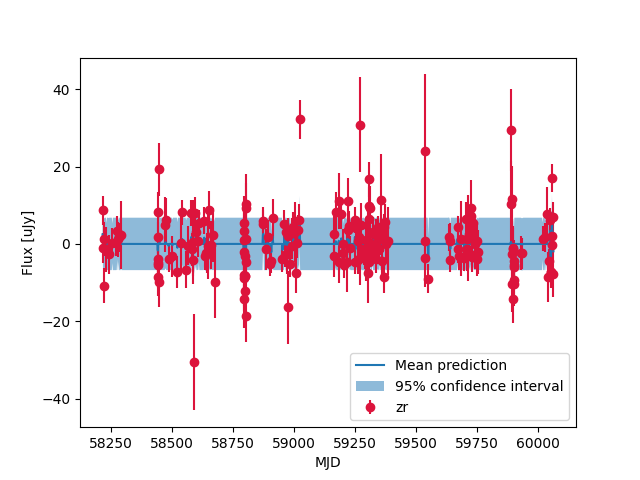 40
20
0
−20
−40
Flux [uJy]
58250 58500 58750 59000 59250 59500 59750 60000
MJD
Mean prediction
95% confidence interval
zr